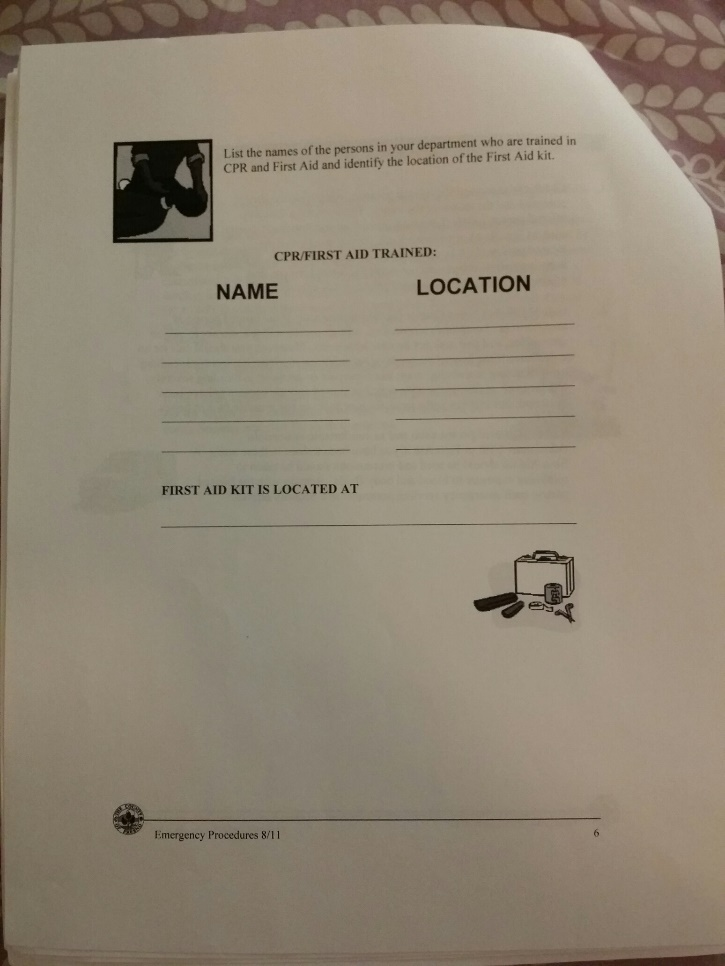 List the names of the persons in your department who are trained in
CPR and First Aid and identify the location of the First Aid kit.
CPR/FIRST AID TRAINED:
NAME LOCATION
FIRST AID KIT IS LOCATED AT
Emergency Procedures 8/11 6